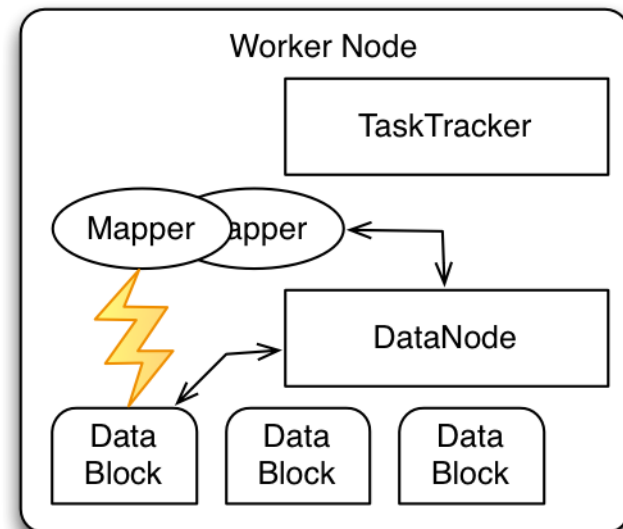 Worker Node
TaskTracker
Mapper
apper
DataNode
Data
Block
Data
Block
Data
Block